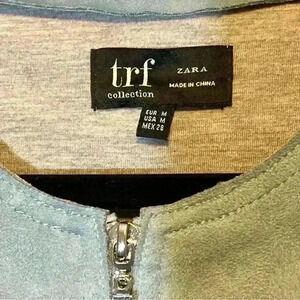 trf
collection
ZARA
MADE IN CHINA
EUR M
USA M
MEX 28